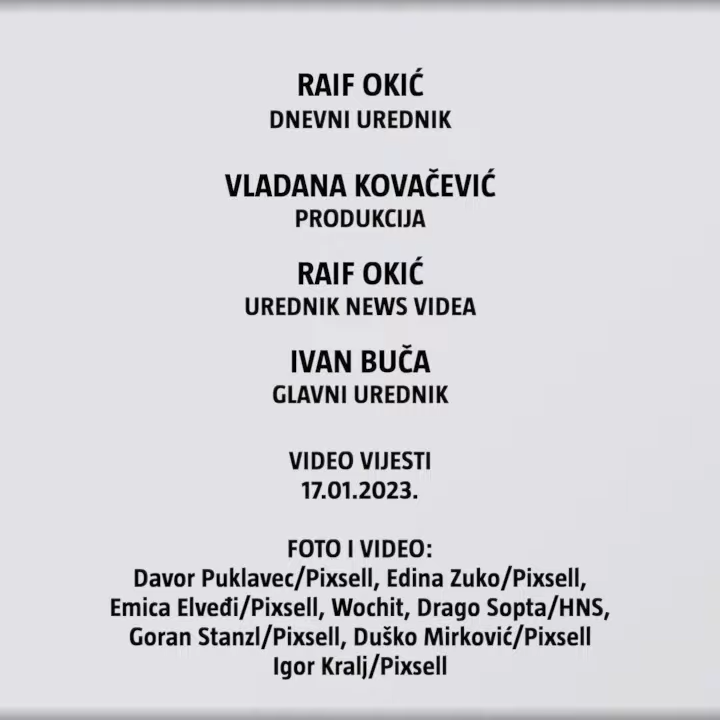 RAIF OKIĆ
DNEVNI UREDNIK
VLADANA KOVAČEVIĆ
PRODUKCIJA
RAIF OKIĆ
UREDNIK NEWS VIDEA
IVAN BUČA
GLAVNI UREDNIK
VIDEO VIJESTI
17.01.2023.
FOTO I VIDEO:
Davor Puklavec/Pixsell, Edina Zuko/Pixsell,
Emica Elveđi/Pixsell, Wochit, Drago Sopta/HNS,
Goran Stanzl/Pixsell, Duško Mirković/Pixsell
Igor Kralj/Pixsell